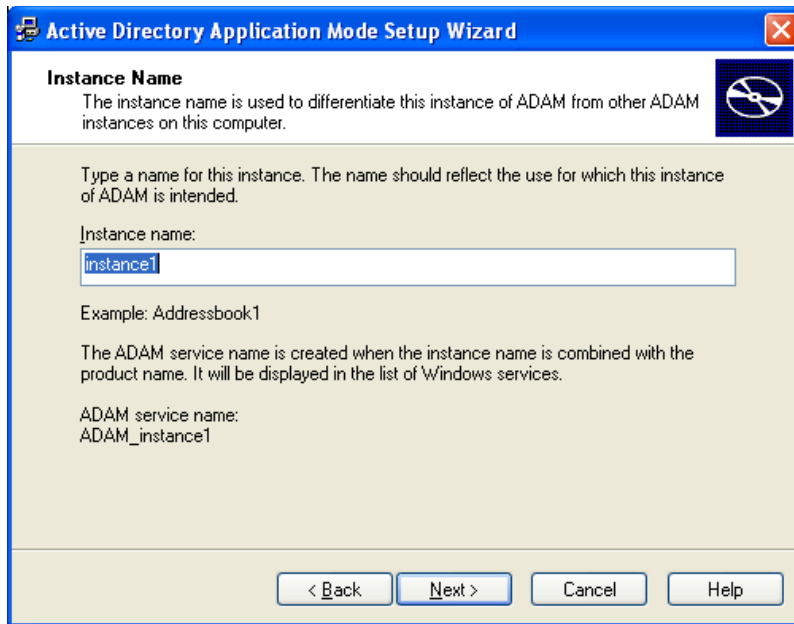 Active Directory Application Mode Setup Wizard
Instance Name
The instance name is used to differentiate this instance of ADAM from other ADAM
instances on this computer.
Type a name for this instance. The name should reflect the use for which this instance
of ADAM is intended.
Instance name:
instance1
Example: Addressbook1
The ADAM service name is created when the instance name is combined with the
product name. It will be displayed in the list of Windows services.
ADAM service name:
ADAM_instance1
< Back Next > Cancel Help